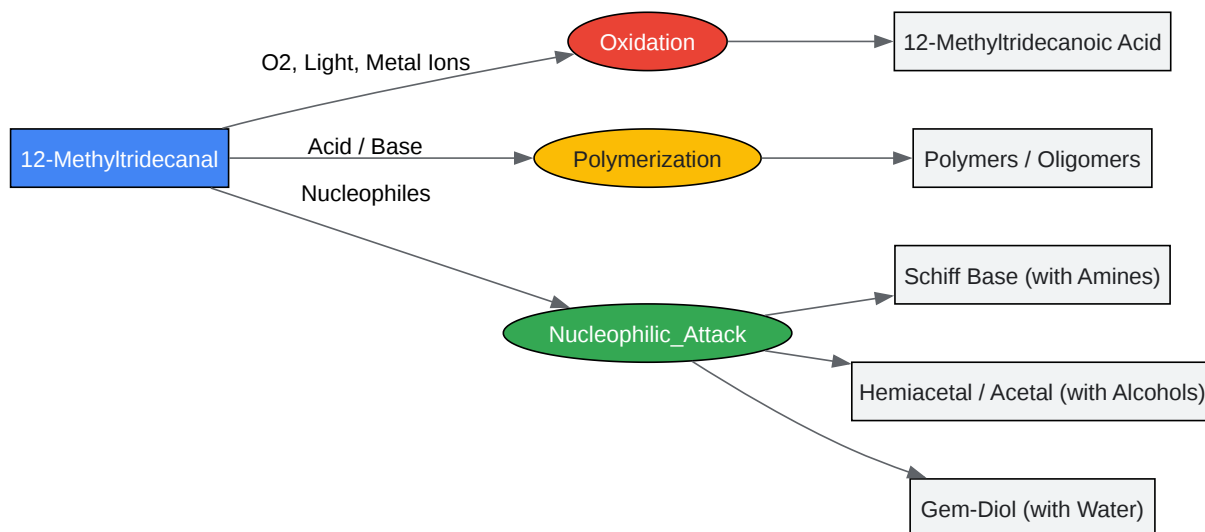 Oxidation
12-Methyltridecanoic Acid
O2, Light, Metal Ions
12-Methyltridecanal
Acid / Base
Polymerization
Polymers / Oligomers
Nucleophiles
Schiff Base (with Amines)
Nucleophilic_Attack
Hemiacetal / Acetal (with Alcohols)
Gem-Diol (with Water)